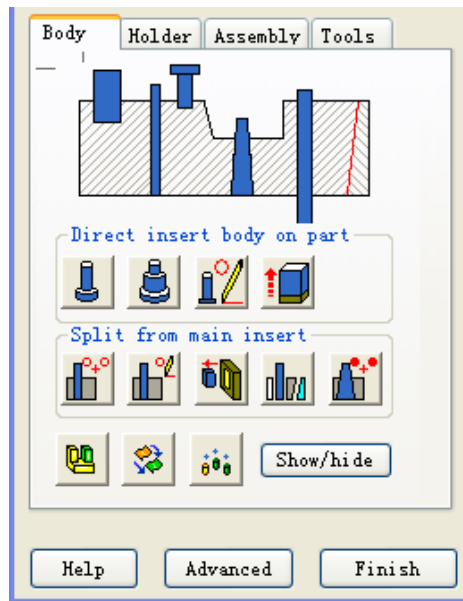 Body Holder Assembly Tools
Direct insert body on part
Split from main insert
Show/hide
Help Advanced Finish